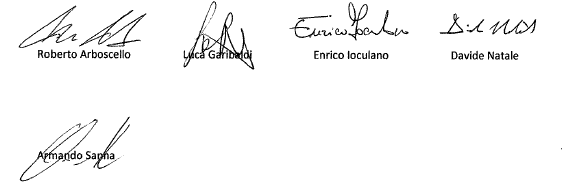 Roberto Arboscello Luca Garibaldi Enrico Ioculano Davide Natale
Armando Sanna